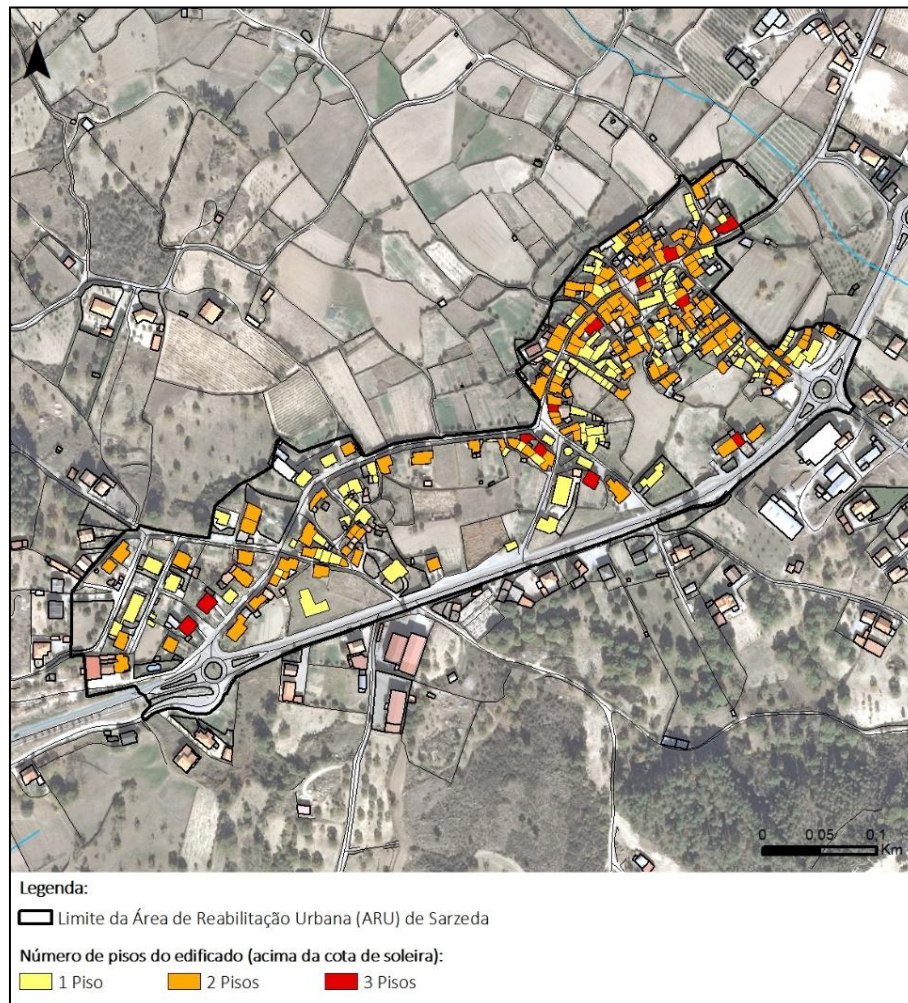 N
0 0.05 0.1
Km
Legenda:
Limite da Área de Reabilitação Urbana (ARU) de Sarzeda
Número de pisos do edificado (acima da cota de soleira):
1 Piso 2 Pisos 3 Pisos